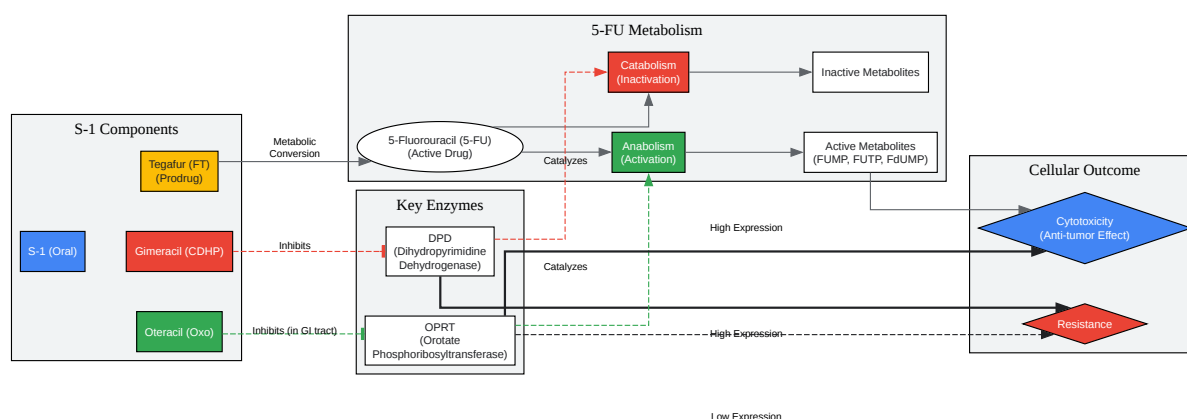 5-FU Metabolism
Catabolism
(Inactivation)
Inactive Metabolites
S-1 Components
Tegafur (FT)
(Prodrug)
Metabolic
Conversion
5-Fluorouracil (5-FU)
(Active Drug)
Catalyzes
Anabolism
(Activation)
Active Metabolites
(FUMP, FUTP, FdUMP)
Cellular Outcome
Key Enzymes
S-1 (Oral)
Gimeracil (CDHP)
Inhibits
DPD
(Dihydropyrimidine
Dehydrogenase)
High Expression
Cytotoxicity
(Anti-tumor Effect)
Catalyzes
Oteracil (Oxo)
Inhibits (in GI tract)
OPRT
(Orotate
Phosphoribosyltransferase)
High Expression
Resistance
Low Expression